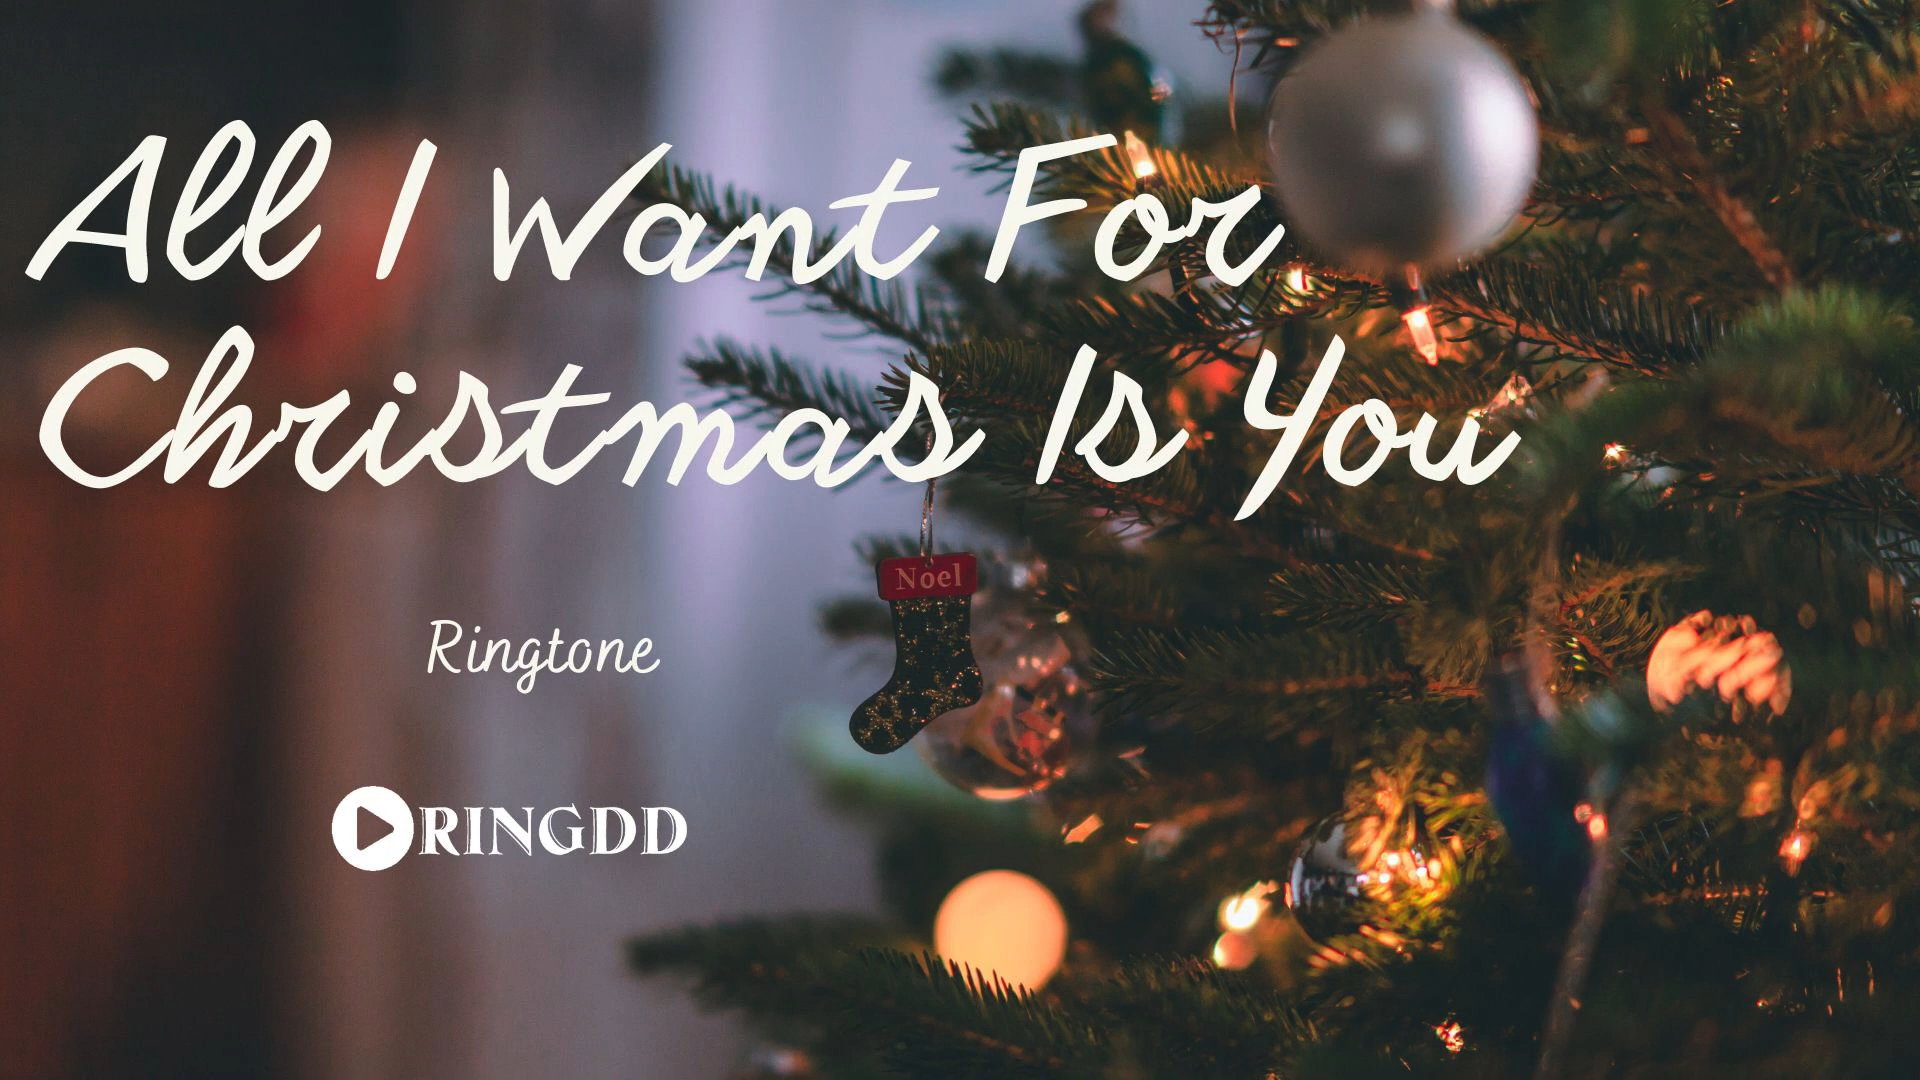 All I Want For
Christmas Is You
Noel
Ringtone
RINGDD